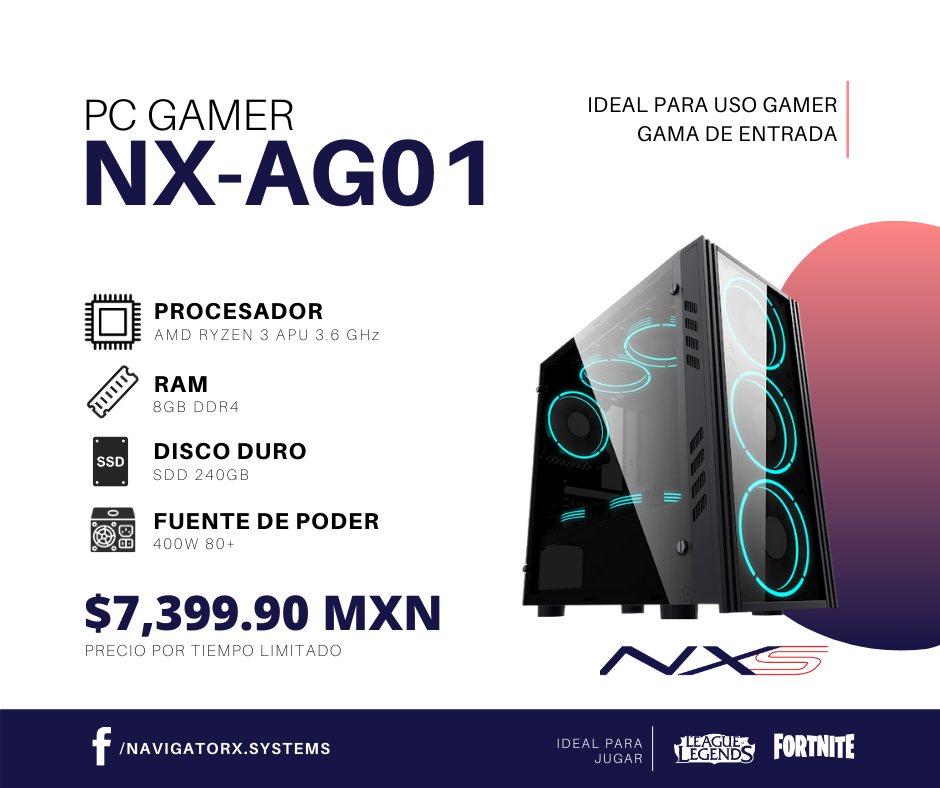 PC GAMER
NX-AG01
IDEAL PARA USO GAMER
GAMA DE ENTRADA
PROCESADOR
AMD RYZEN 3 APU 3.6 GHz
RAM
8GB DDR4
SSD
DISCO DURO
SDD 240GB
FUENTE DE PODER
400W 80+
$7,399.90 MXN
PRECIO POR TIEMPO LIMITADO
NXS
f /NAVIGATORX.SYSTEMS
IDEAL PARA
JUGAR
LEAGUE OF
LEGENDS
FORTNITE